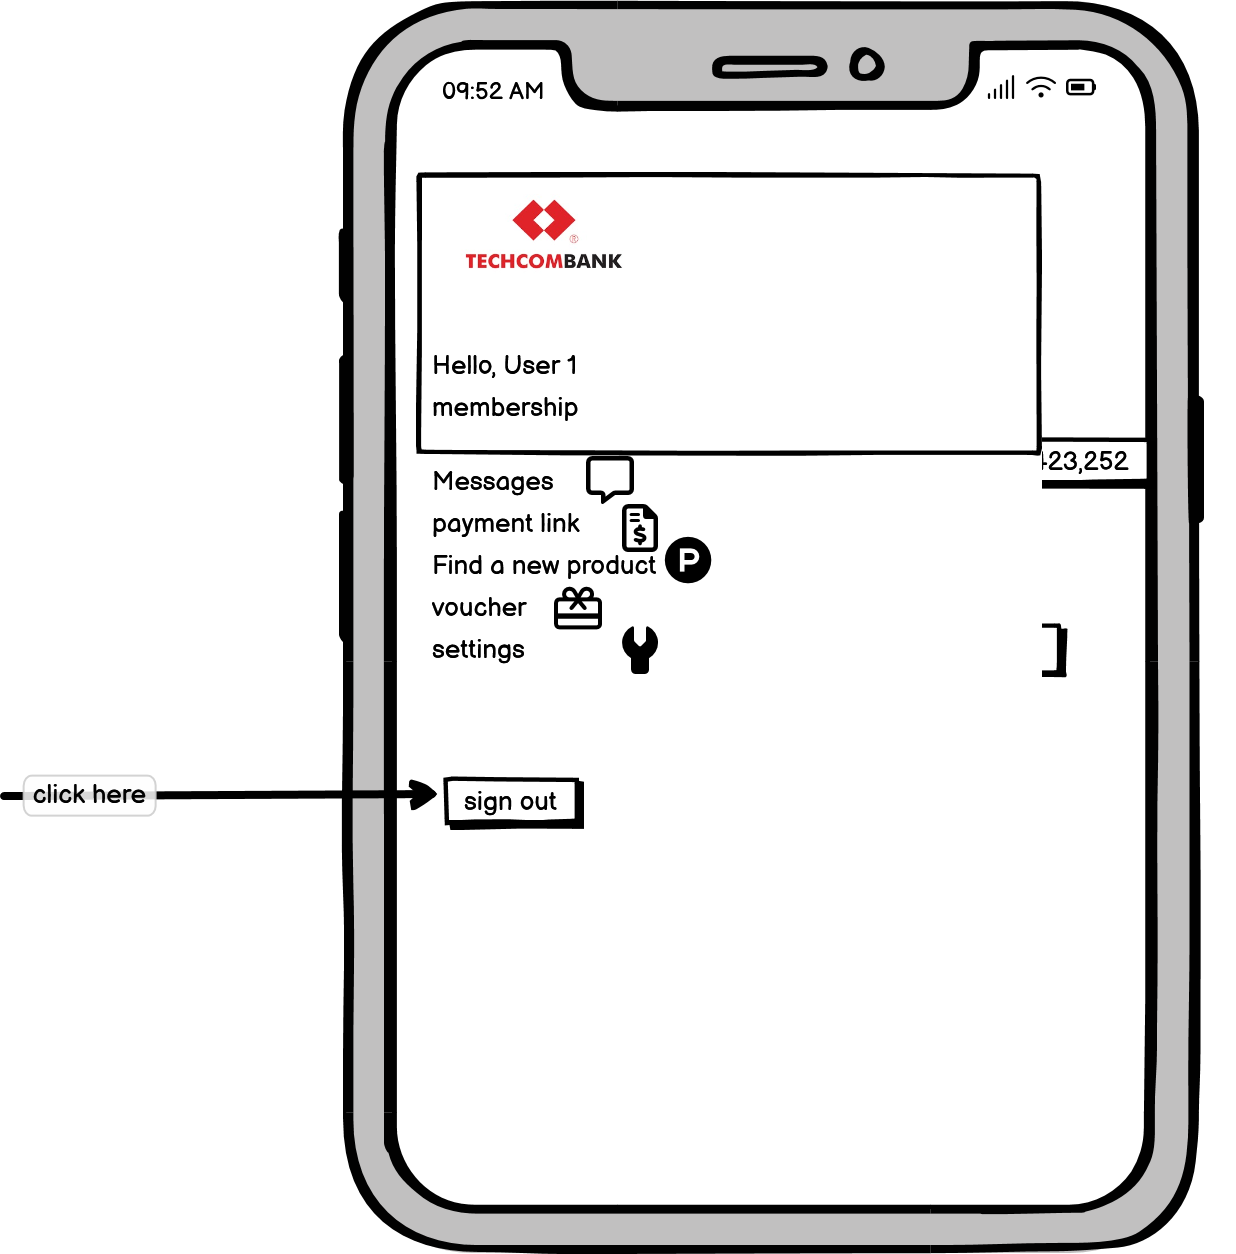 09:52 AM
TECHCOMBANK
Hello, User 1
membership
23,252
Messages
payment link
$
Find a new product
P
voucher
settings
click here
sign out